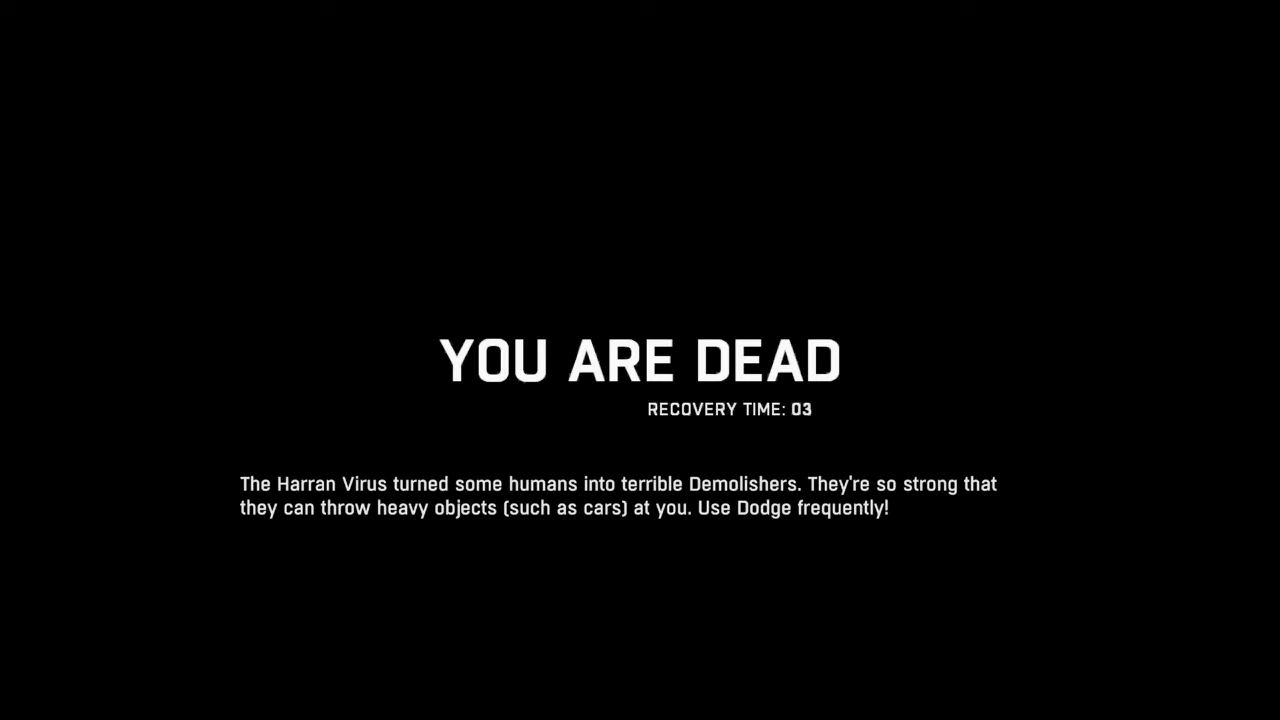 YOU ARE DEAD
RECOVERY TIME: 03
The Harran Virus turned some humans into terrible Demolishers. They're so strong that
they can throw heavy objects (such as cars) at you. Use Dodge frequently!